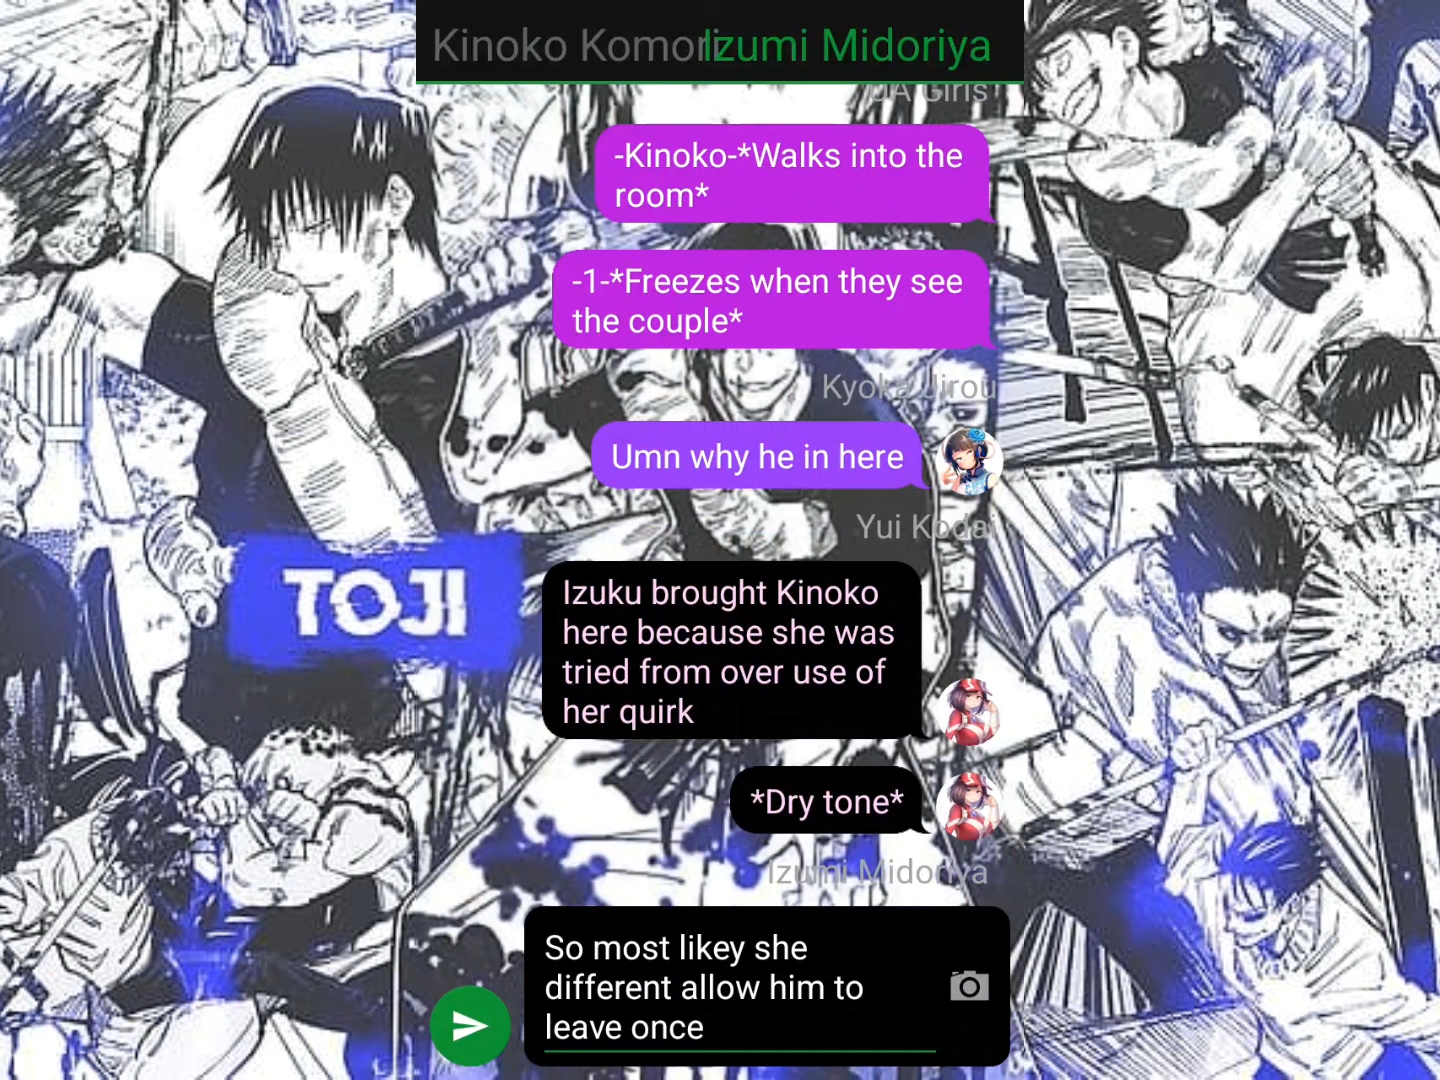 Kinoko Komori Izumi Midoriya
UA Girls
-Kinoko-*Walks into the
room*
-1-*Freezes when they see
the couple*
Kyoka Jirou
Umn why he in here
Yui Kodai
Izuku brought Kinoko
here because she was
tried from over use of
her quirk
TOJI
*Dry tone*
Izumi Midoriya
So most likey she
different allow him to
leave once